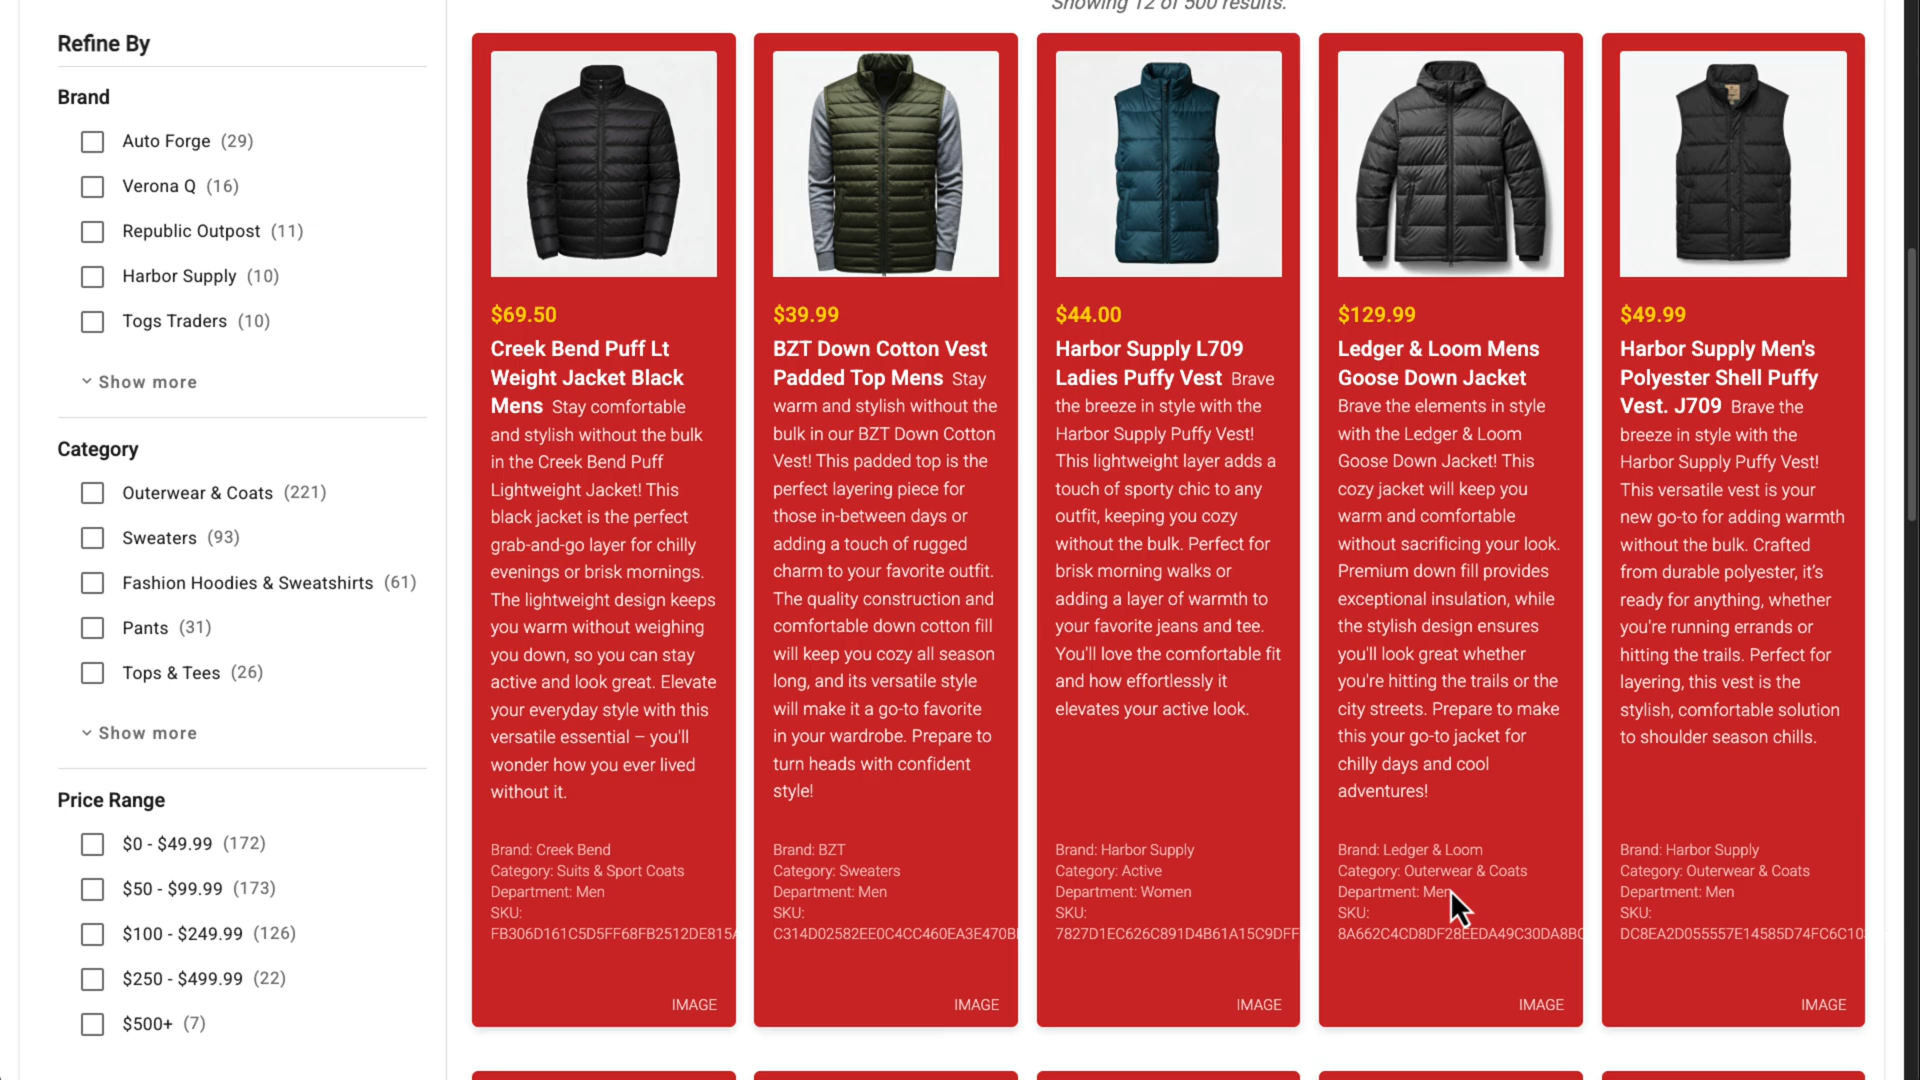 Showing 12 of 500 results.
Refine By
Brand
Auto Forge (29)
Verona Q (16)
Republic Outpost (11)
Harbor Supply (10)
Togs Traders (10)
Show more
Category
Outerwear & Coats (221)
Sweaters (93)
Fashion Hoodies & Sweatshirts (61)
Pants (31)
Tops & Tees (26)
Show more
Price Range
$0 - $49.99 (172)
$50 - $99.99 (173)
$100 - $249.99 (126)
$250 - $499.99 (22)
$500+ (7)
$69.50
Creek Bend Puff Lt
Weight Jacket Black
Mens Stay comfortable
and stylish without the bulk
in the Creek Bend Puff
Lightweight Jacket! This
black jacket is the perfect
grab-and-go layer for chilly
evenings or brisk mornings.
The lightweight design keeps
you warm without weighing
you down, so you can stay
active and look great. Elevate
your everyday style with this
versatile essential – you'll
wonder how you ever lived
without it.
Brand: Creek Bend
Category: Suits & Sport Coats
Department: Men
SKU:
FB306D161C5D5FF68FB2512DE815A
IMAGE
$39.99
BZT Down Cotton Vest
Padded Top Mens Stay
warm and stylish without the
bulk in our BZT Down Cotton
Vest! This padded top is the
perfect layering piece for
those in-between days or
adding a touch of rugged
charm to your favorite outfit.
The quality construction and
comfortable down cotton fill
will keep you cozy all season
long, and its versatile style
will make it a go-to favorite
in your wardrobe. Prepare to
turn heads with confident
style!
Brand: BZT
Category: Sweaters
Department: Men
SKU:
C314D02582EE0C4CC460EA3E470B
IMAGE
$44.00
Harbor Supply L709
Ladies Puffy Vest Brave
the breeze in style with the
Harbor Supply Puffy Vest!
This lightweight layer adds a
touch of sporty chic to any
outfit, keeping you cozy
without the bulk. Perfect for
brisk morning walks or
adding a layer of warmth to
your favorite jeans and tee.
You'll love the comfortable fit
and how effortlessly it
elevates your active look.
Brand: Harbor Supply
Category: Active
Department: Women
SKU:
7827D1EC626C891D4B61A15C9DFF
IMAGE
$129.99
Ledger & Loom Mens
Goose Down Jacket
Brave the elements in style
with the Ledger & Loom
Goose Down Jacket! This
cozy jacket will keep you
warm and comfortable
without sacrificing your look.
Premium down fill provides
exceptional insulation, while
the stylish design ensures
you'll look great whether
you're hitting the trails or the
city streets. Prepare to make
this your go-to jacket for
chilly days and cool
adventures!
Brand: Ledger & Loom
Category: Outerwear & Coats
Department: Men
SKU:
8A662C4CD8DF28EEDA49C30DA8BC
IMAGE
$49.99
Harbor Supply Men's
Polyester Shell Puffy
Vest. J709 Brave the
breeze in style with the
Harbor Supply Puffy Vest!
This versatile vest is your
new go-to for adding warmth
without the bulk. Crafted
from durable polyester, it's
ready for anything, whether
you're running errands or
hitting the trails. Perfect for
layering, this vest is the
stylish, comfortable solution
to shoulder season chills.
Brand: Harbor Supply
Category: Outerwear & Coats
Department: Men
SKU:
DC8EA2D055557E14585D74FC6C10
IMAGE